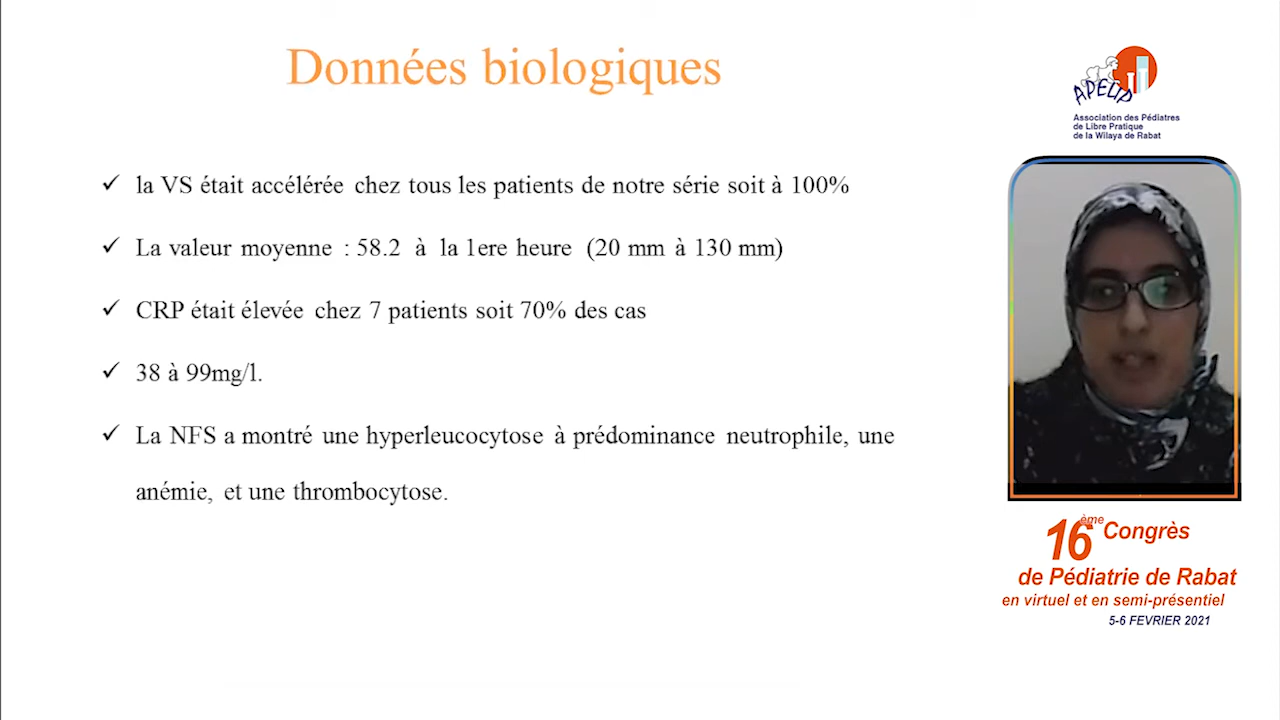 Données biologiques
✓ la VS était accélérée chez tous les patients de notre série soit à 100%
✓ La valeur moyenne : 58.2 à la 1ere heure (20 mm à 130 mm)
✓ CRP était élevée chez 7 patients soit 70% des cas
✓ 38 à 99mg/l.
✓ La NFS a montré une hyperleucocytose à prédominance neutrophile, une
anémie, et une thrombocytose.
APELIP
Association des Pédiatres
de Libre Pratique
de la Wilaya de Rabat
16ème Congrès
de Pédiatrie de Rabat
en virtuel et en semi-présentiel
5-6 FEVRIER 2021